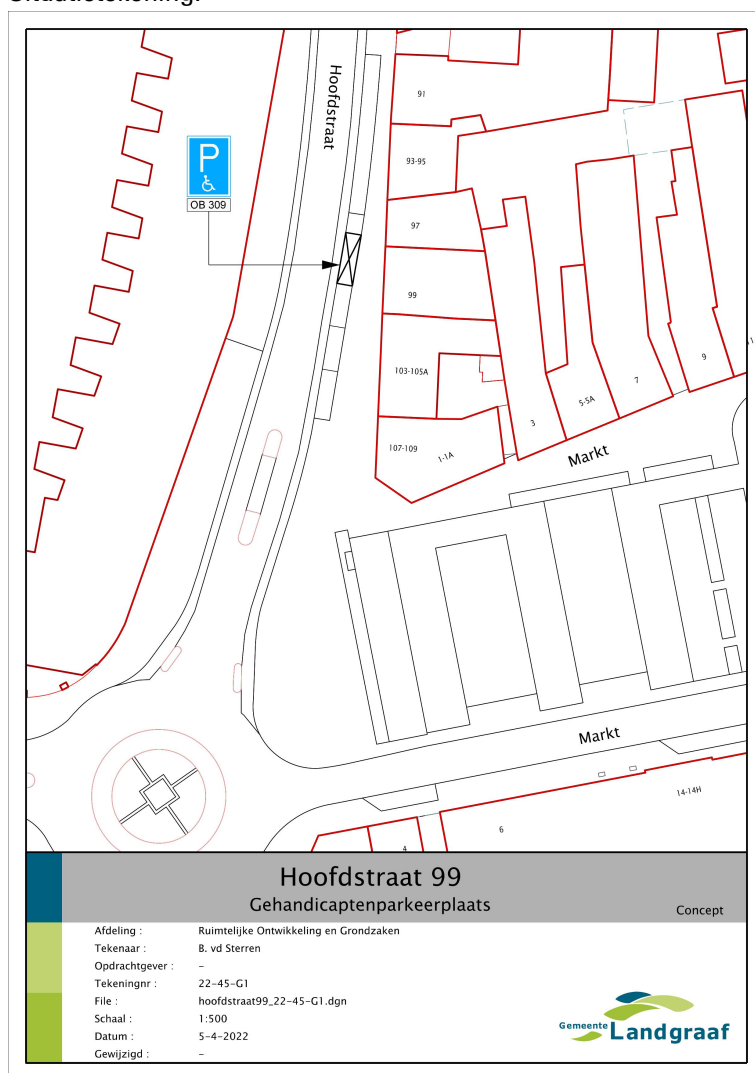 Hoofdstraat
91
93-95
P
OB 309
97
99
103-105A
107-109
1-1A
3
5-5A
7
9
Markt
Markt
14-14H
6
4
Hoofdstraat 99
Gehandicaptenparkeerplaats
Concept
Afdeling : Ruimtelijke Ontwikkeling en Grondzaken
Tekenaar : B. vd Sterren
Opdrachtgever : –
Tekeningnr : 22-45-G1
File : hoofdstraat99_22-45-G1.dgn
Schaal : 1:500
Datum : 5-4-2022
Gewijzigd : –
Gemeente Landgraaf